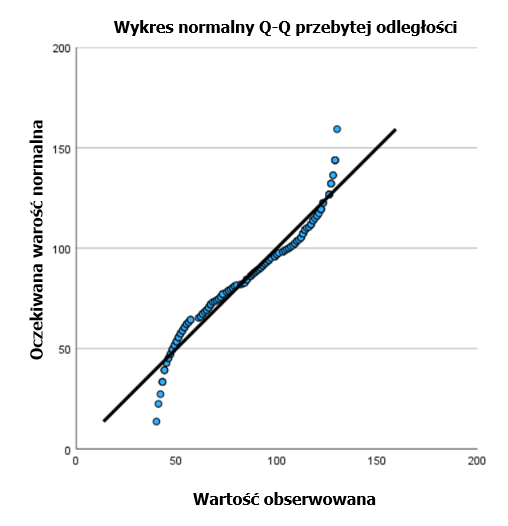 Wykres normalny Q-Q przebytej odległości
200
150
100
50
0
Oczekiwana warość normalna
0 50 100 150 200
Wartość obserwowana